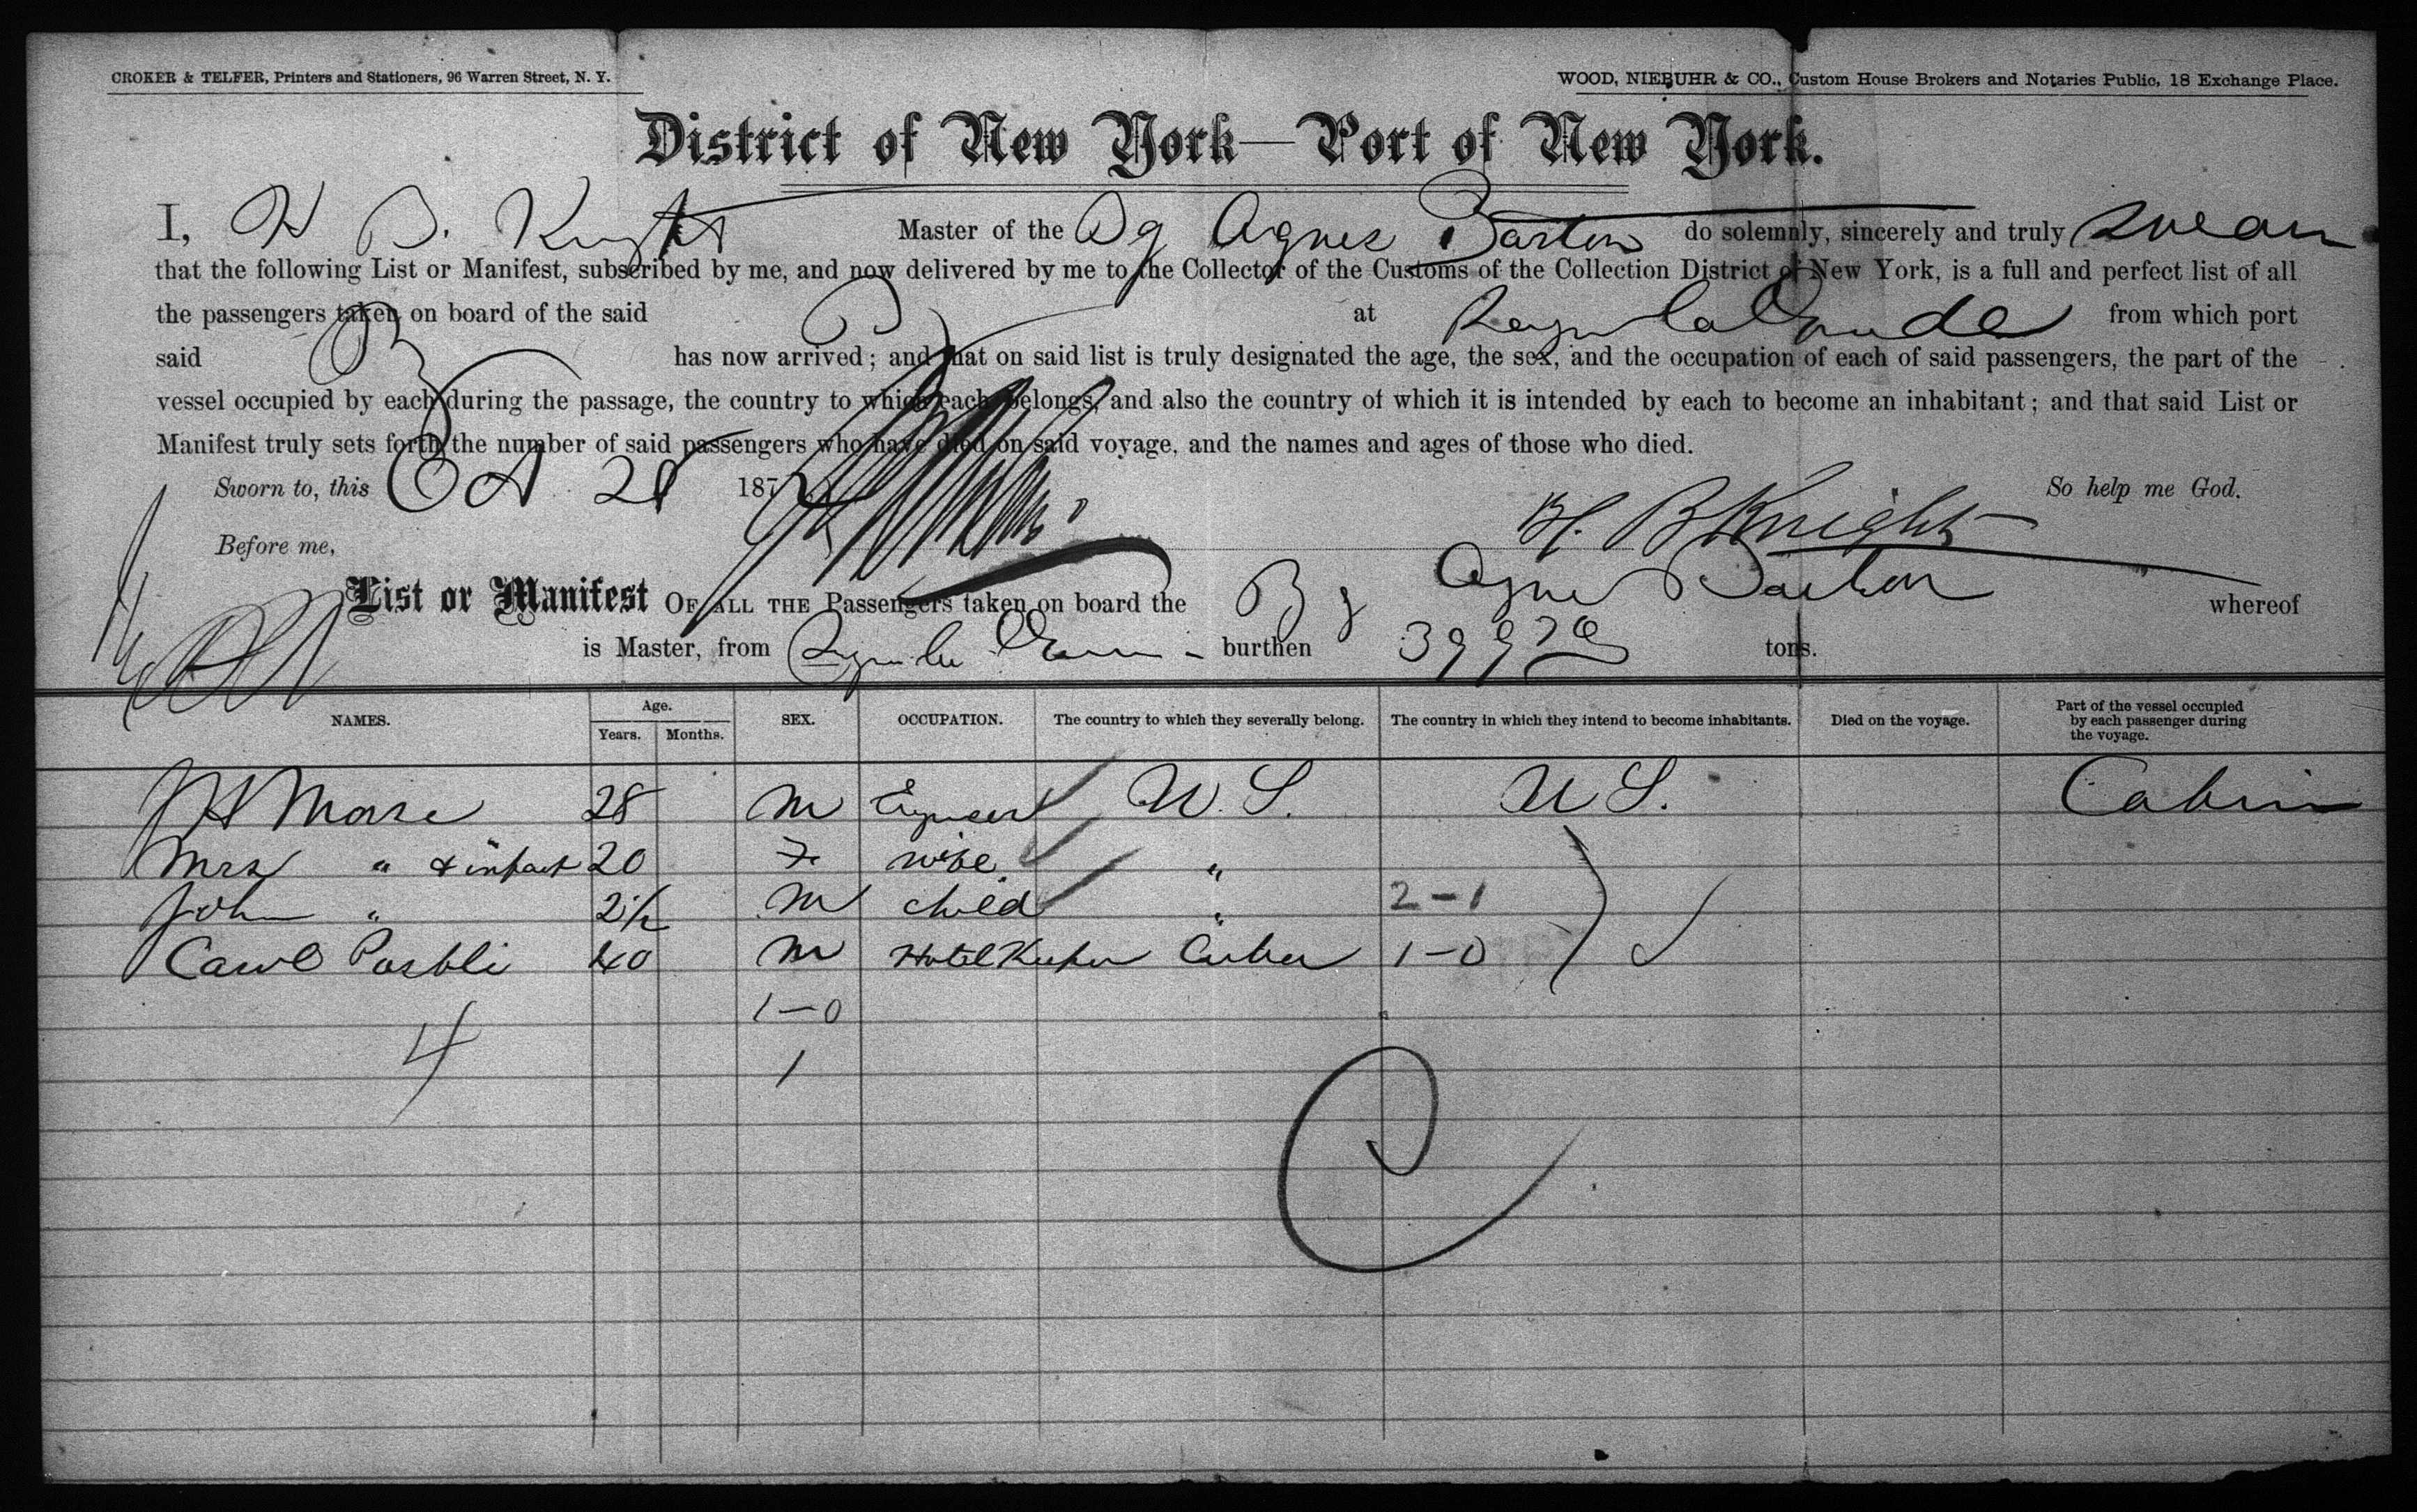 CROKER & TELFER, Printers and Stationers, 96 Warren Street, N. Y.
WOOD, NIEBUHR & CO., Custom House Brokers and Notaries Public, 18 Exchange Place.
District of New York—Port of New York.
I, H B. Knight Master of the Bg Agnes Barton do solemnly, sincerely and truly swear
that the following List or Manifest, subscribed by me, and now delivered by me to the Collector of the Customs of the Collection District of New York, is a full and perfect list of all
the passengers taken on board of the said B at Sagua la Grande from which port
said B has now arrived; and that on said list is truly designated the age, the sex, and the occupation of each of said passengers, the part of the
vessel occupied by each during the passage, the country to which each belongs, and also the country of which it is intended by each to become an inhabitant; and that said List or
Manifest truly sets forth the number of said passengers who have died on said voyage, and the names and ages of those who died.
Sworn to, this Oct 28 187 So help me God.
Before me, H. B Knight
List or Manifest OF ALL THE Passengers taken on board the Bg Agnes Barton whereof
is Master, from Sagua la Grande burthen 399 tons.
NAMES. Age. Years. Months. SEX. OCCUPATION. The country to which they severally belong. The country in which they intend to become inhabitants. Died on the voyage. Part of the vessel occupied by each passenger during the voyage.
J H Morse 28 M Engineer U. S. U S. Cabin
Mrs " & infant 20 F wife "
John " 2½ M child " 2-1
40 M Hotel Keeper Cuba 1-0
1-0
4 1